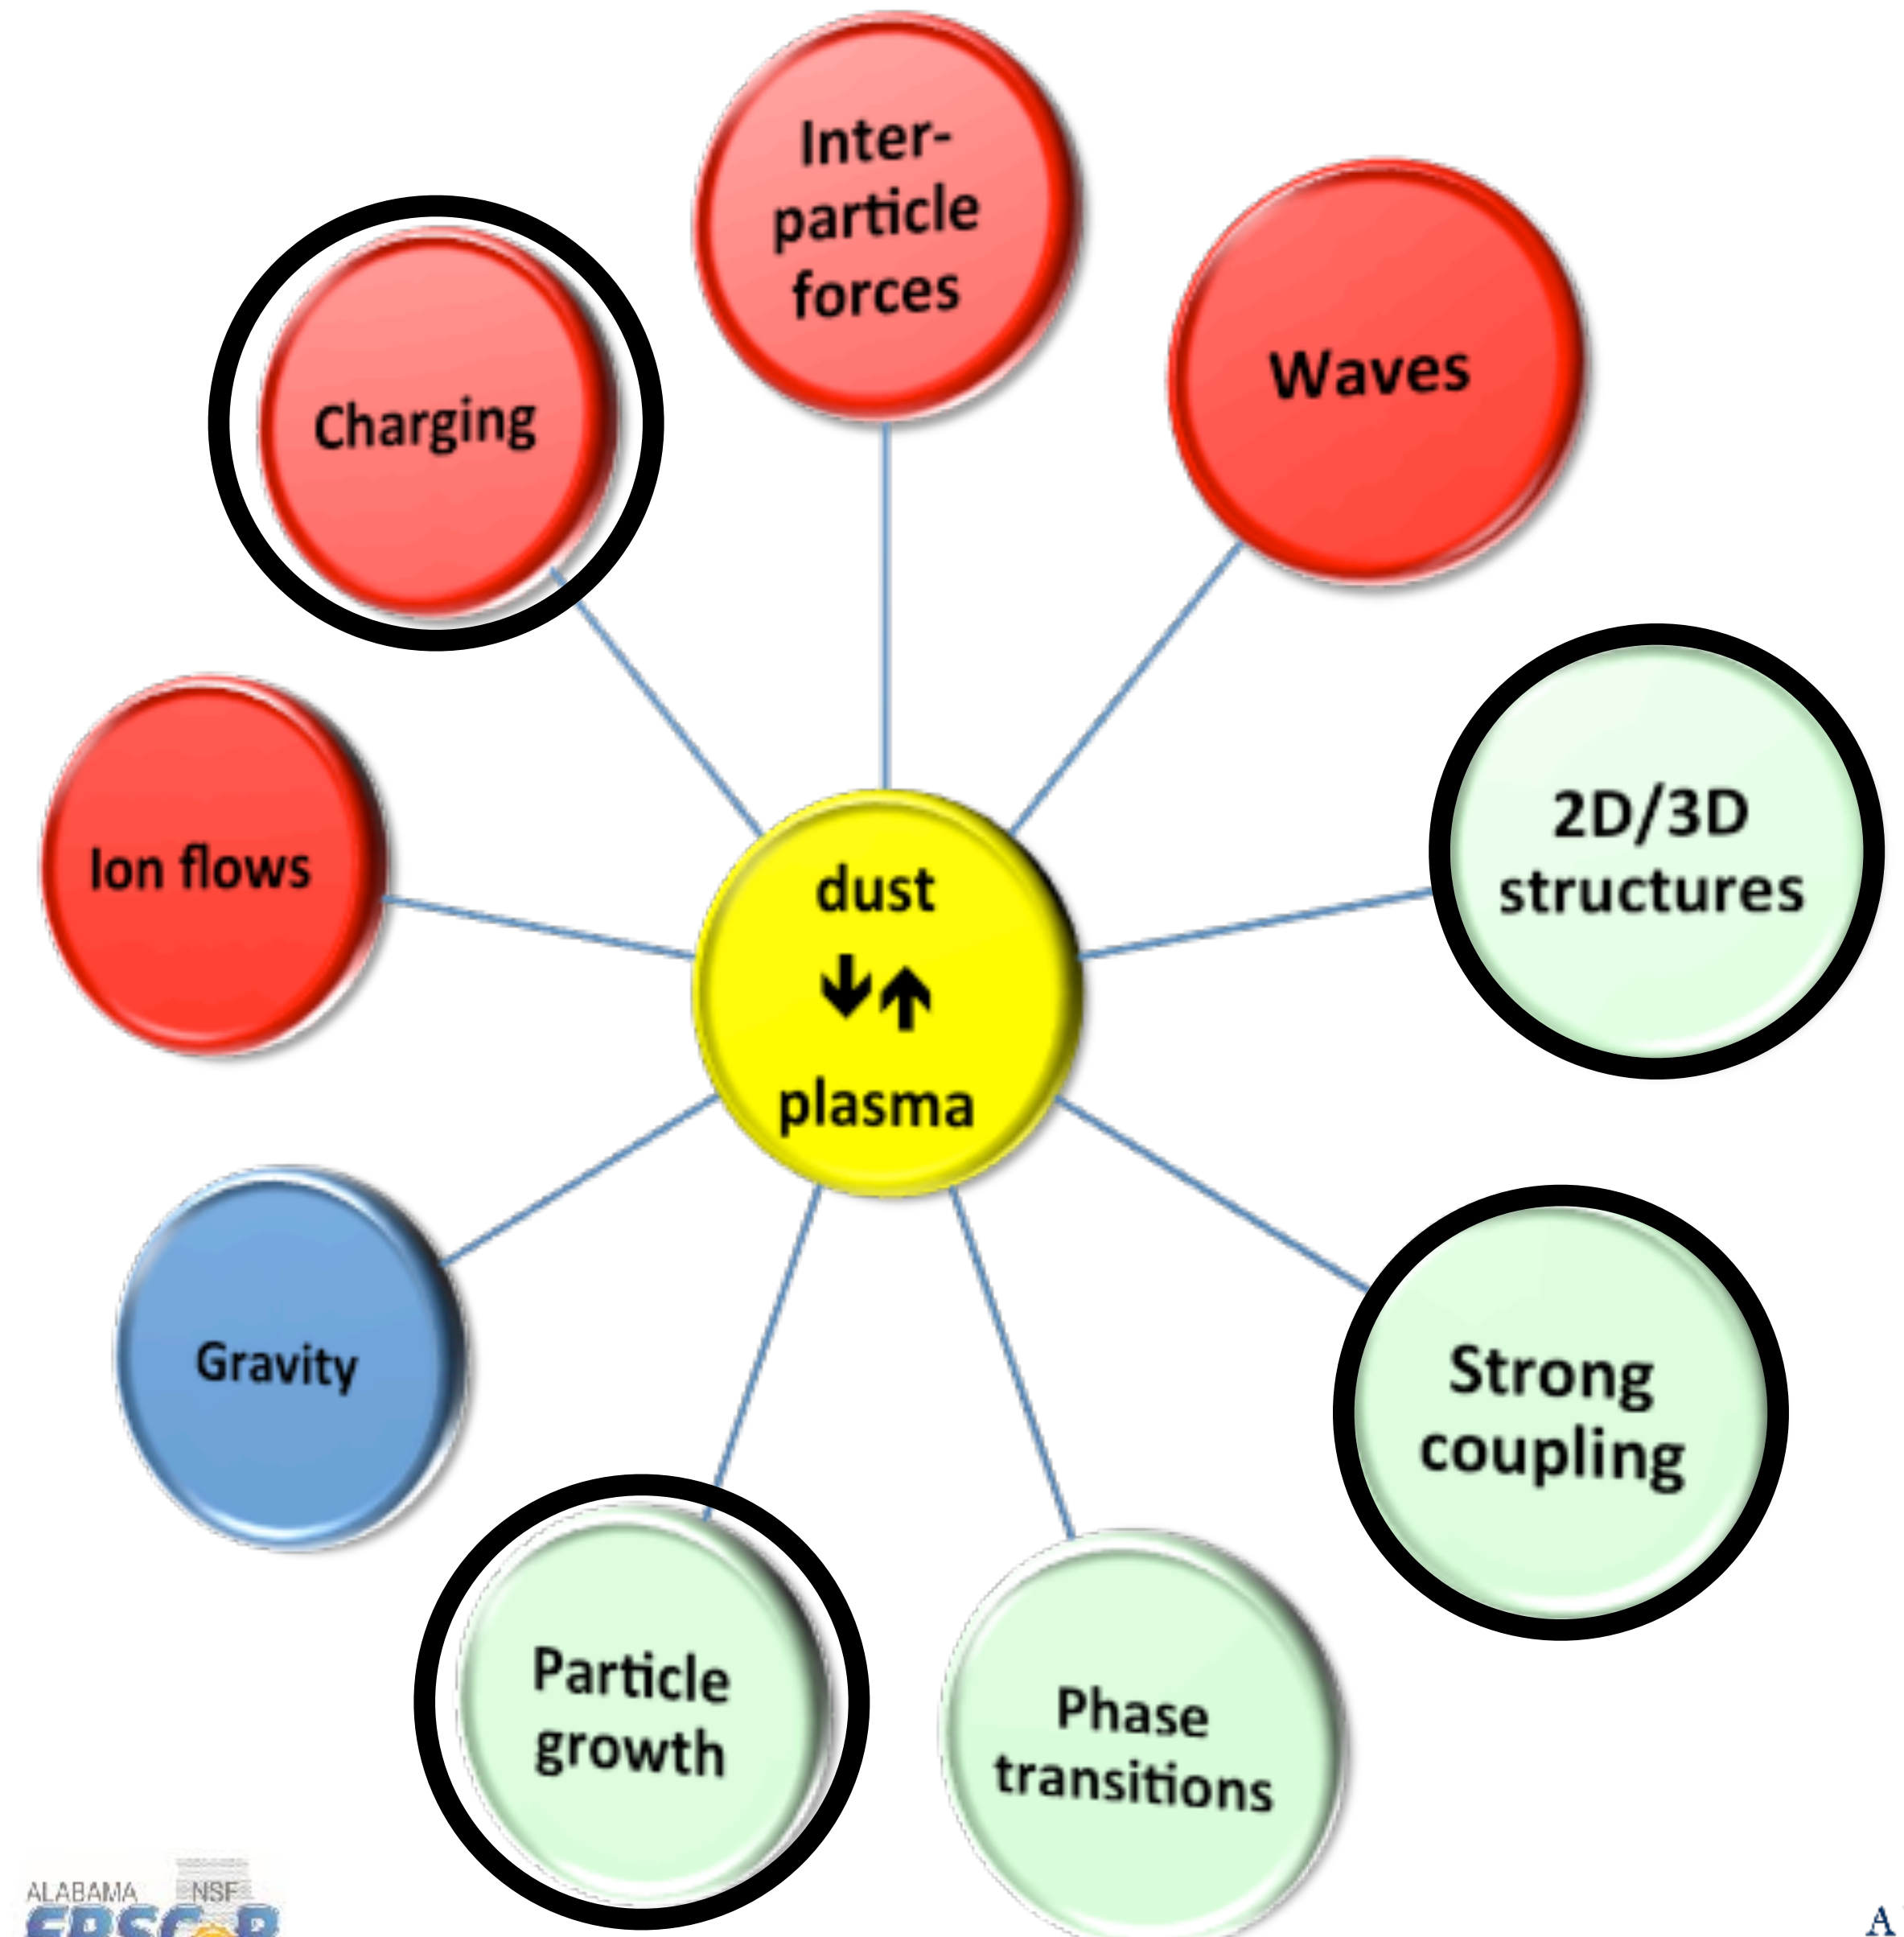 Inter-
particle
forces
Waves
Charging
2D/3D
structures
Ion flows
dust
plasma
Gravity
Strong
coupling
Particle
growth
Phase
transitions
ALABAMA NSF
EPSCoR
A